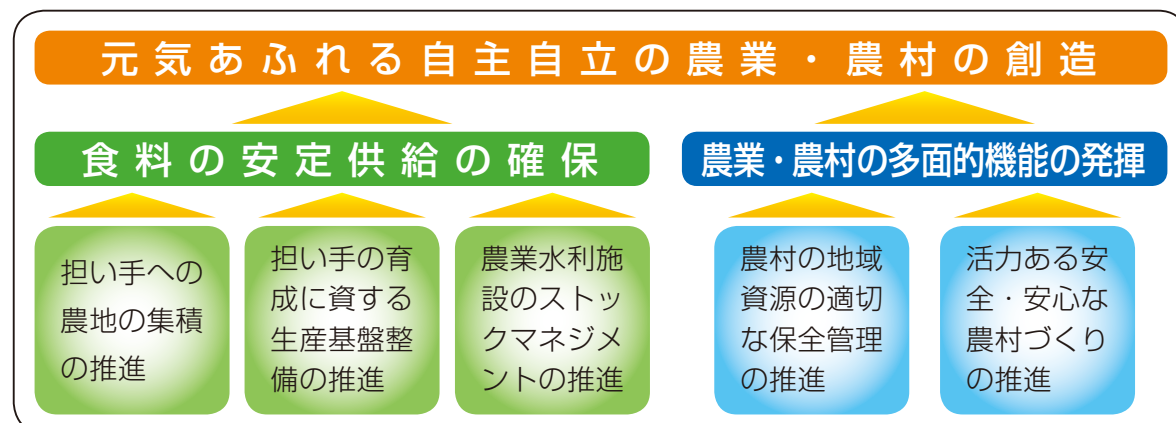 元気あふれる自主自立の農業・農村の創造
食料の安定供給の確保
農業・農村の多面的機能の発揮
担い手への
農地の集積
の推進
担い手の育
成に資する
生産基盤整
備の推進
農業水利施
設のストッ
クマネジメ
ントの推進
農村の地域
資源の適切
な保全管理
の推進
活力ある安
全・安心な
農村づくり
の推進